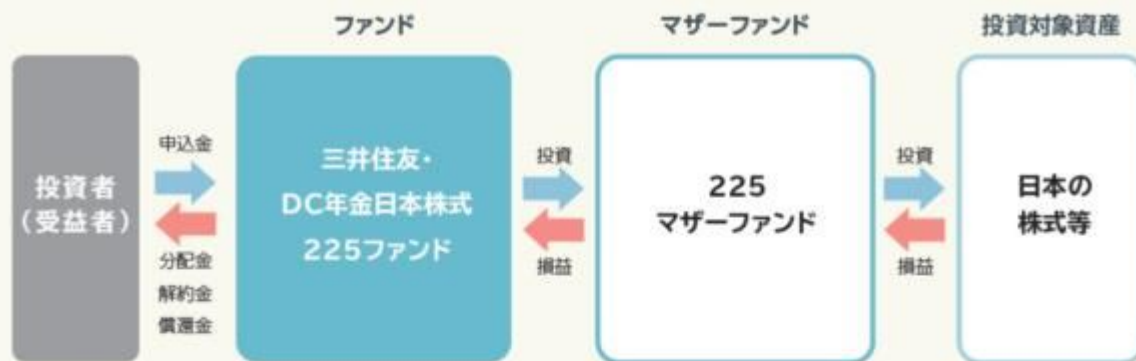 ファンド
マザーファンド
投資対象資産
投資者
（受益者）
申込金
分配金
解約金
償還金
三井住友・
DC年金日本株式
225ファンド
投資
損益
225
マザーファンド
投資
損益
日本の
株式等